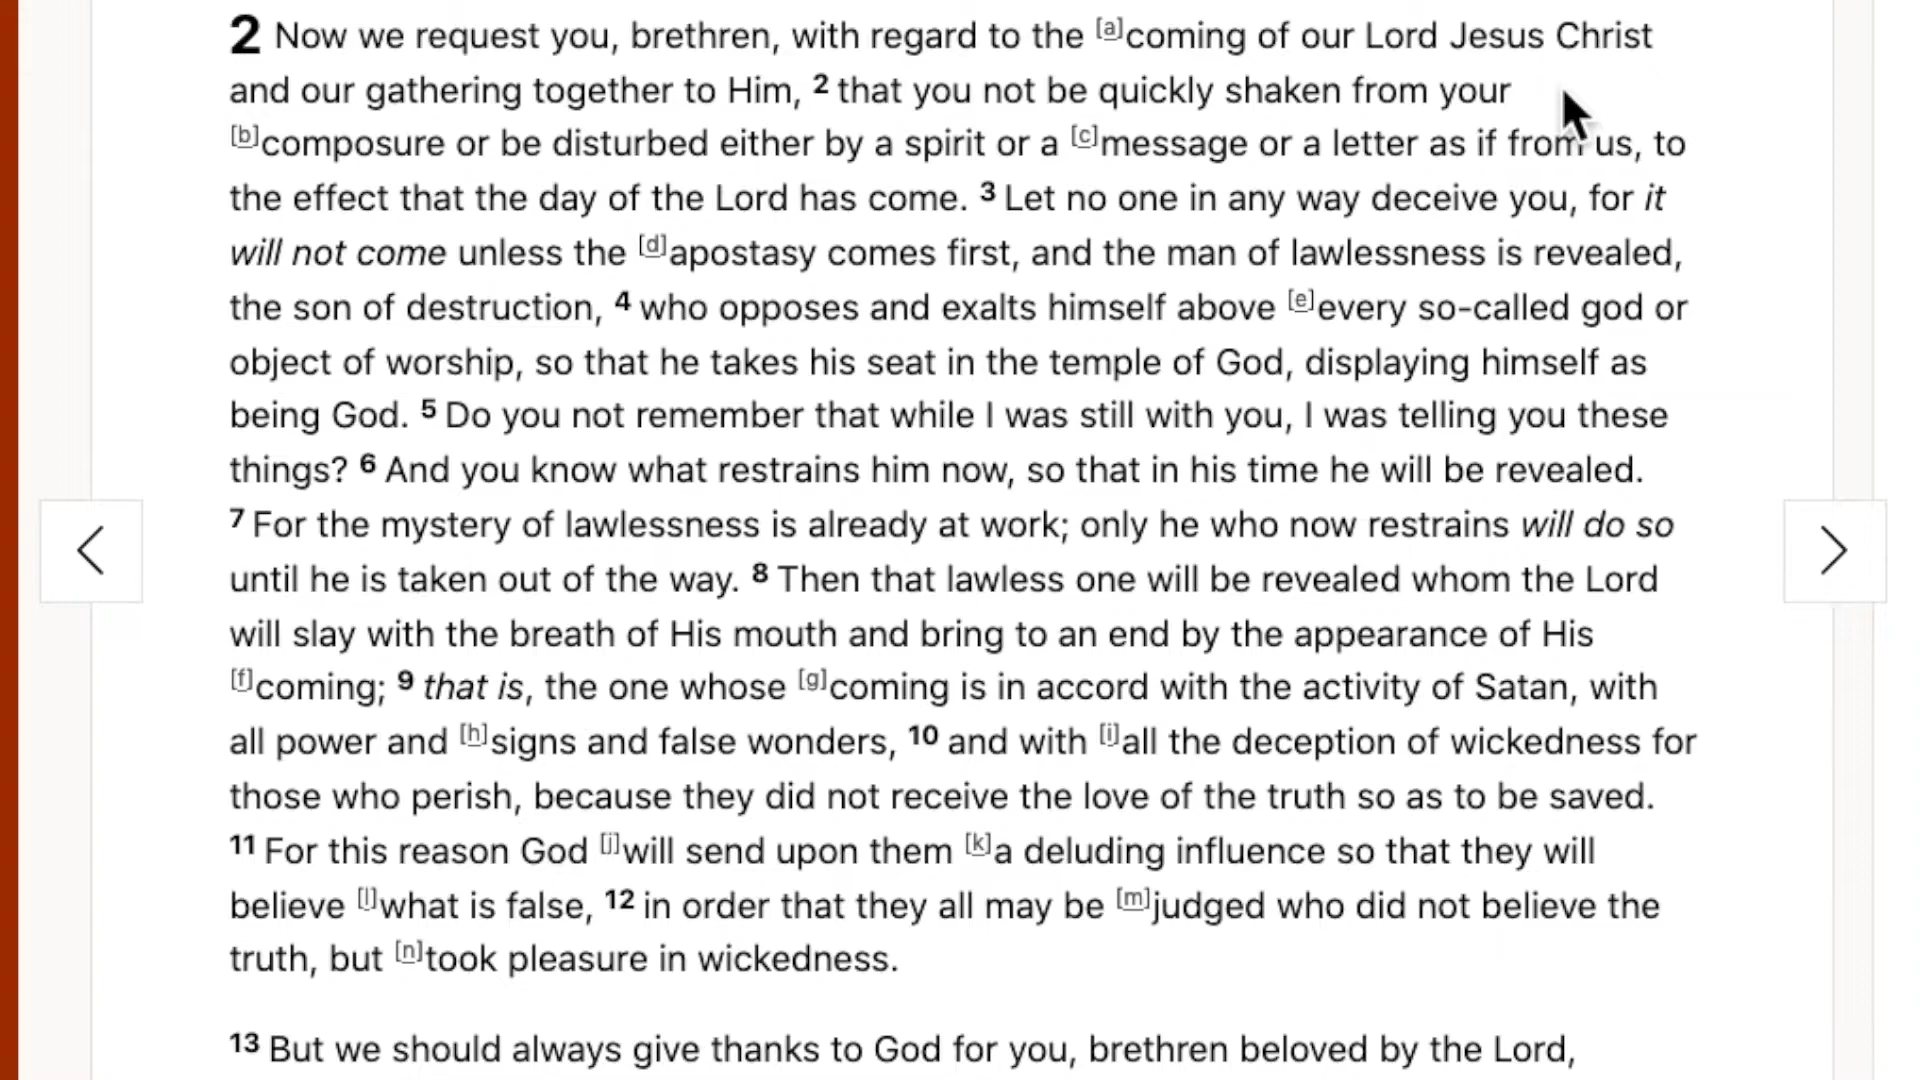 2 Now we request you, brethren, with regard to the [a]coming of our Lord Jesus Christ
and our gathering together to Him, 2 that you not be quickly shaken from your
[b]composure or be disturbed either by a spirit or a [c]message or a letter as if from us, to
the effect that the day of the Lord has come. 3 Let no one in any way deceive you, for it
will not come unless the [d]apostasy comes first, and the man of lawlessness is revealed,
the son of destruction, 4 who opposes and exalts himself above [e]every so-called god or
object of worship, so that he takes his seat in the temple of God, displaying himself as
being God. 5 Do you not remember that while I was still with you, I was telling you these
things? 6 And you know what restrains him now, so that in his time he will be revealed.
7 For the mystery of lawlessness is already at work; only he who now restrains will do so
until he is taken out of the way. 8 Then that lawless one will be revealed whom the Lord
will slay with the breath of His mouth and bring to an end by the appearance of His
[f]coming; 9 that is, the one whose [g]coming is in accord with the activity of Satan, with
all power and [h]signs and false wonders, 10 and with [i]all the deception of wickedness for
those who perish, because they did not receive the love of the truth so as to be saved.
11 For this reason God [j]will send upon them [k]a deluding influence so that they will
believe [l]what is false, 12 in order that they all may be [m]judged who did not believe the
truth, but [n]took pleasure in wickedness.
13 But we should always give thanks to God for you, brethren beloved by the Lord,